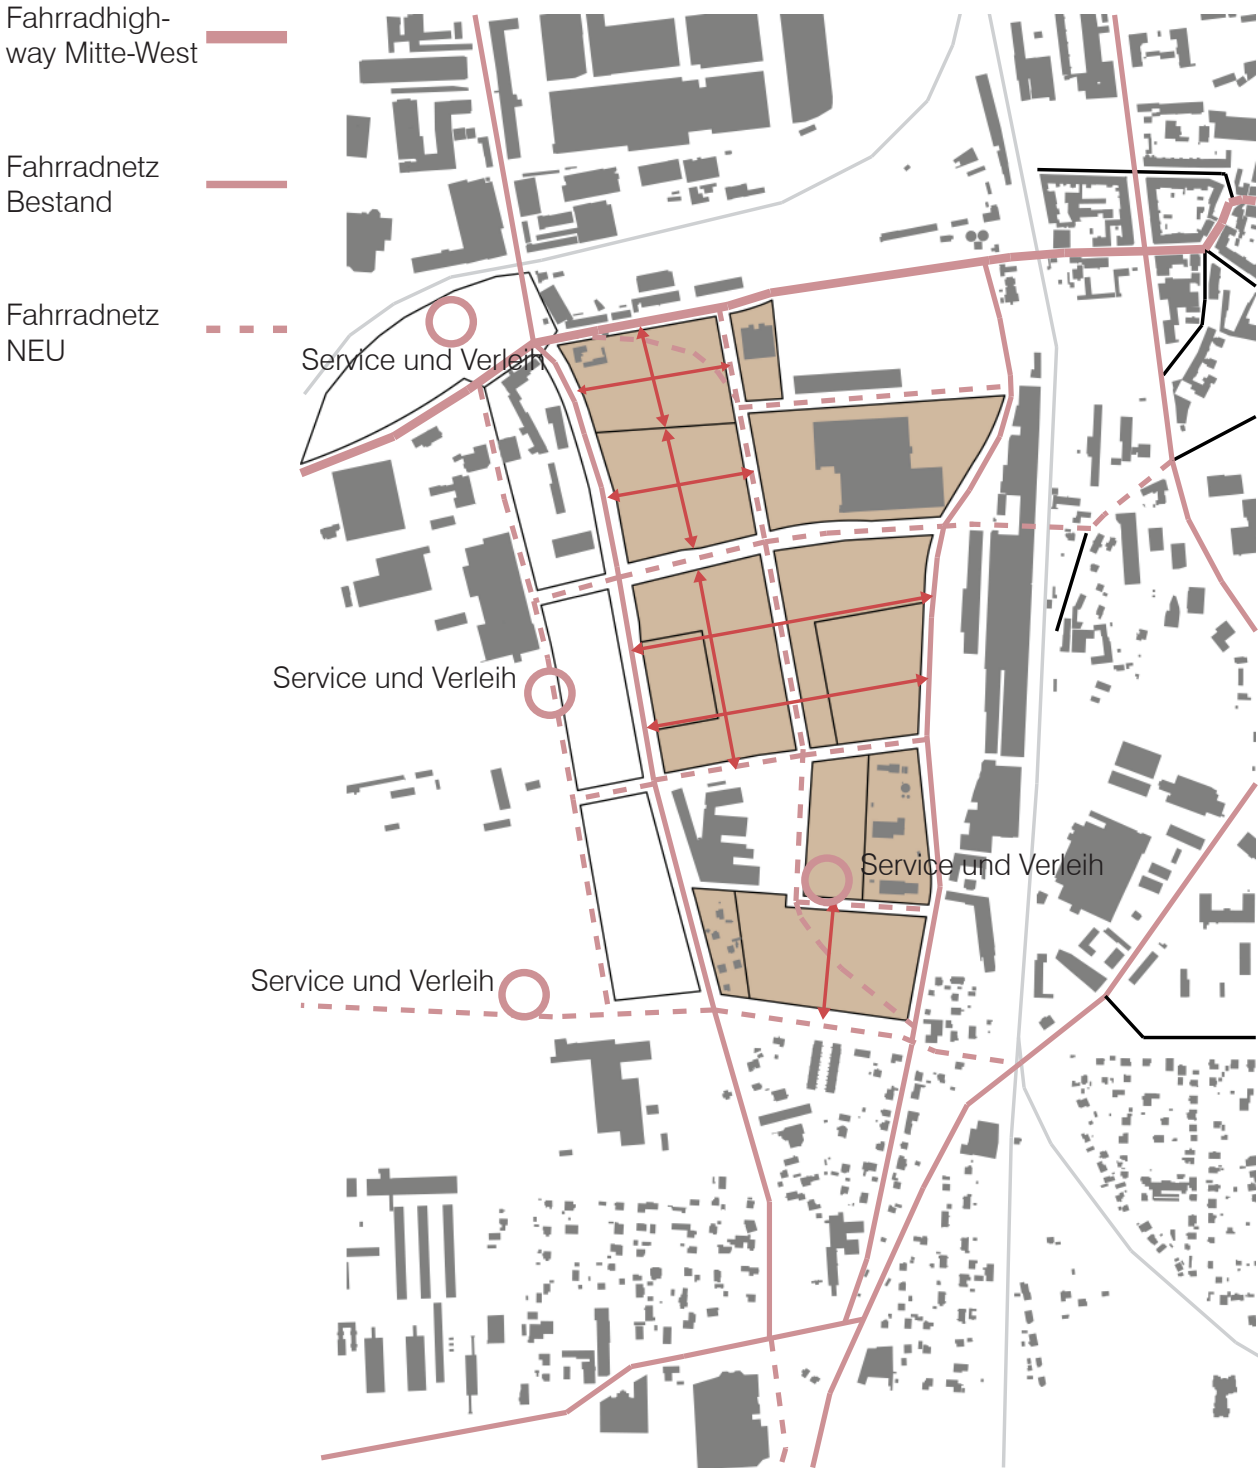 Fahrradhigh-
way Mitte-West
Fahrradnetz
Bestand
Fahrradnetz
NEU
Service und Verleih
Service und Verleih
Service und Verleih
Service und Verleih